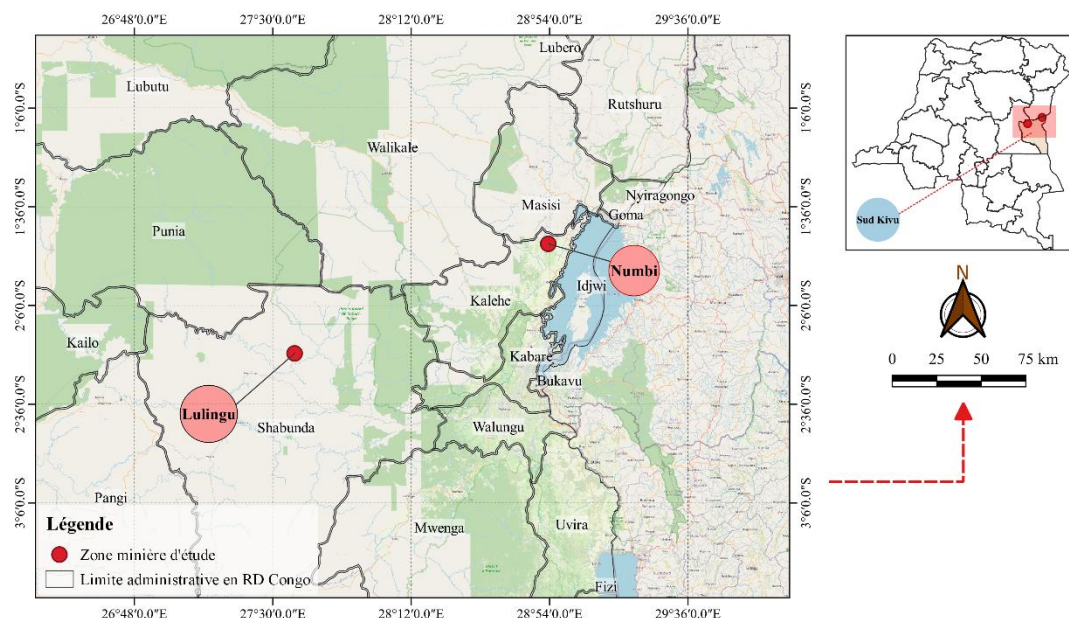 26°48′0.0″E 27°30′0.0″E 28°12′0.0″E 28°54′0.0″E 29°36′0.0″E
1°6′0.0″S
1°36′0.0″S
2°6′0.0″S
2°36′0.0″S
3°6′0.0″S
Lubero
Lubutu
Rutshuru
Walikale
Nyiragongo
Masisi
Goma
Punia
Numbi
Idjwi
Kalehe
Kailo
Kabare
Bukavu
Lulingu
Shabunda
Walungu
Pangi
Mwenga
Uvira
Fizi
Légende
Zone minière d'étude
Limite administrative en RD Congo
1°6′0.0″S
1°36′0.0″S
2°6′0.0″S
2°36′0.0″S
3°6′0.0″S
26°48′0.0″E 27°30′0.0″E 28°12′0.0″E 28°54′0.0″E 29°36′0.0″E
Sud Kivu
N
0 25 50 75 km